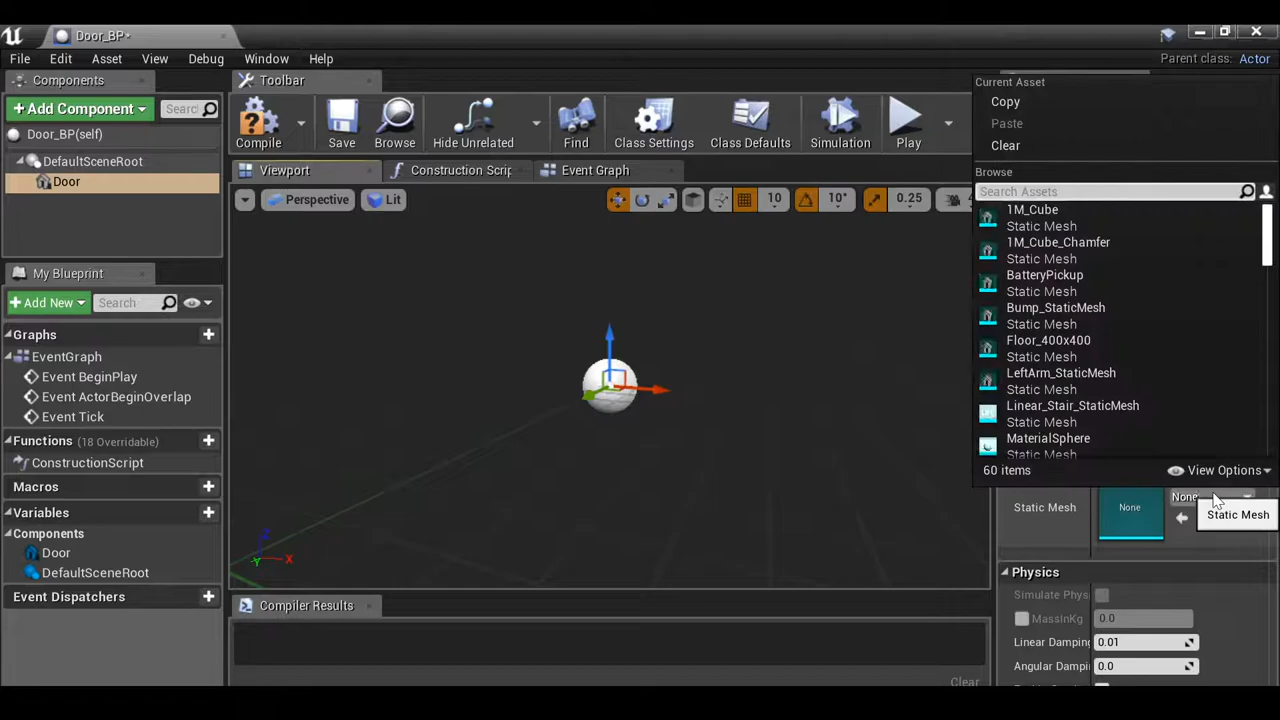 Door_BP*
File Edit Asset View Debug Window Help
Parent class: Actor
Components
Toolbar
+ Add Component
Searc
Compile
Save
Browse
Hide Unrelated
Find
Class Settings
Class Defaults
Simulation
Play
Door_BP(self)
DefaultSceneRoot
Door
Viewport
Construction Scrip
Event Graph
Perspective
Lit
10
10°
0.25
4
Z
X
Y
My Blueprint
+ Add New
Search
Graphs
EventGraph
Event BeginPlay
Event ActorBeginOverlap
Event Tick
Functions (18 Overridable)
ConstructionScript
Macros
Variables
Components
Door
DefaultSceneRoot
Event Dispatchers
Compiler Results
Clear
Current Asset
Copy
Paste
Clear
Browse
Search Assets
1M_Cube
Static Mesh
1M_Cube_Chamfer
Static Mesh
BatteryPickup
Static Mesh
Bump_StaticMesh
Static Mesh
Floor_400x400
Static Mesh
LeftArm_StaticMesh
Static Mesh
Linear_Stair_StaticMesh
Static Mesh
MaterialSphere
Static Mesh
60 items
View Options
Static Mesh
None
None
Static Mesh
Physics
Simulate Phys
MassInKg
0.0
Linear Damping
0.01
Angular Dampi
0.0